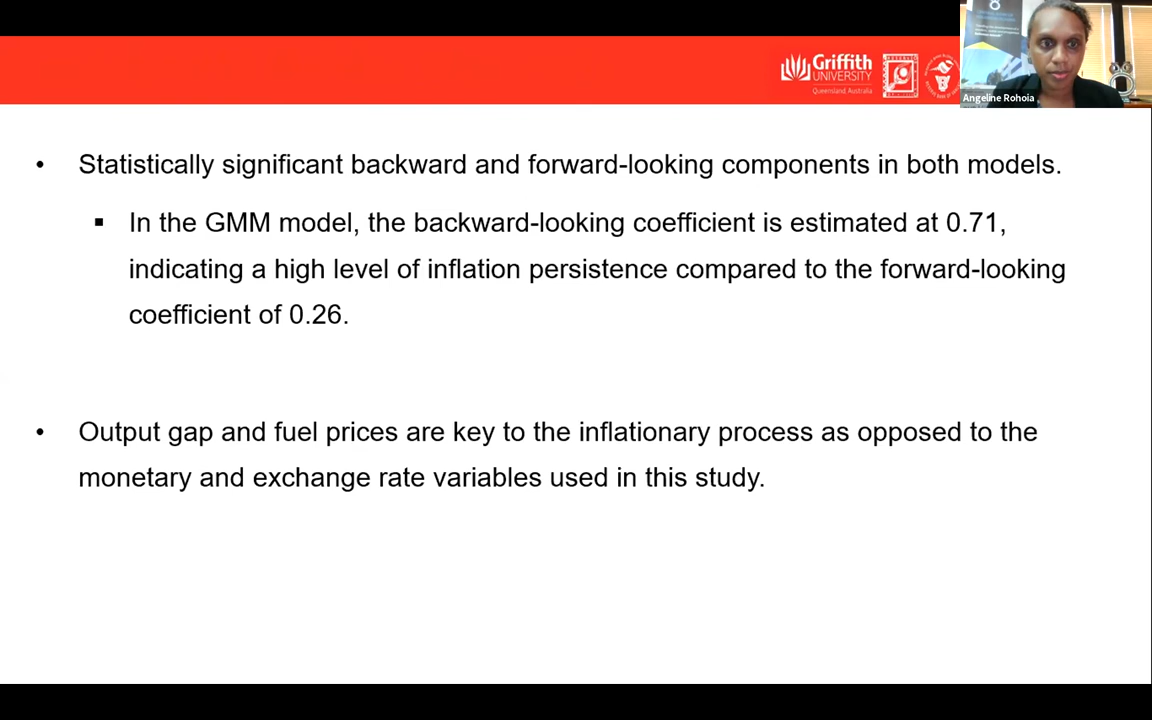 Griffith
UNIVERSITY
Queensland Australia
Angeline Rohoia
• Statistically significant backward and forward-looking components in both models.
▪ In the GMM model, the backward-looking coefficient is estimated at 0.71,
indicating a high level of inflation persistence compared to the forward-looking
coefficient of 0.26.
• Output gap and fuel prices are key to the inflationary process as opposed to the
monetary and exchange rate variables used in this study.